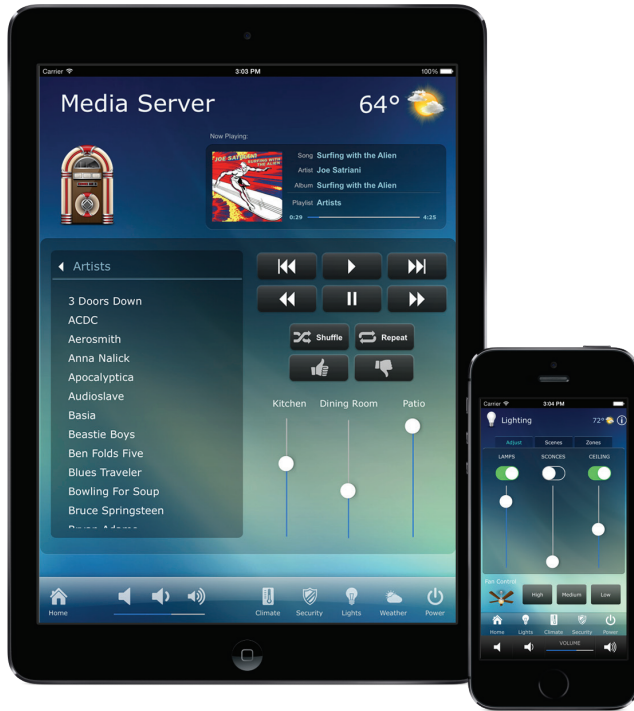 Carrier 3:03 PM 100%
Media Server 64°
Now Playing:
JOE SATRIANI SURFING WITH THE ALIEN
Song Surfing with the Alien
Artist Joe Satriani
Album Surfing with the Alien
Playlist Artists
0:29 4:25
Artists
3 Doors Down
ACDC
Aerosmith
Anna Nalick
Apocalyptica
Audioslave
Basia
Beastie Boys
Ben Folds Five
Blues Traveler
Bowling For Soup
Bruce Springsteen
Bryan Adams
Shuffle Repeat
Kitchen Dining Room Patio
Home Climate Security Lights Weather Power
Carrier 3:04 PM
Lighting 72° i
Adjust Scenes Zones
LAMPS SCONCES CEILING
Fan Control
High Medium Low
Home Lights Climate Security Power
VOLUME